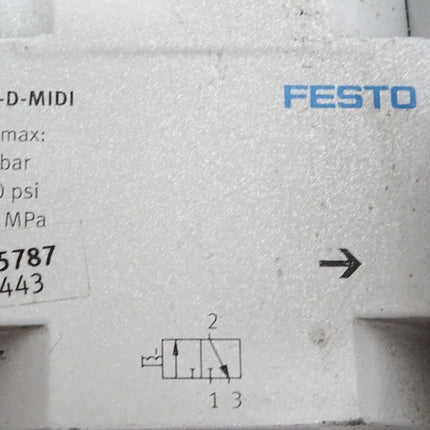 -D-MIDI
FESTO
max:
bar
0 psi
MPa
5787
443
2
1 3